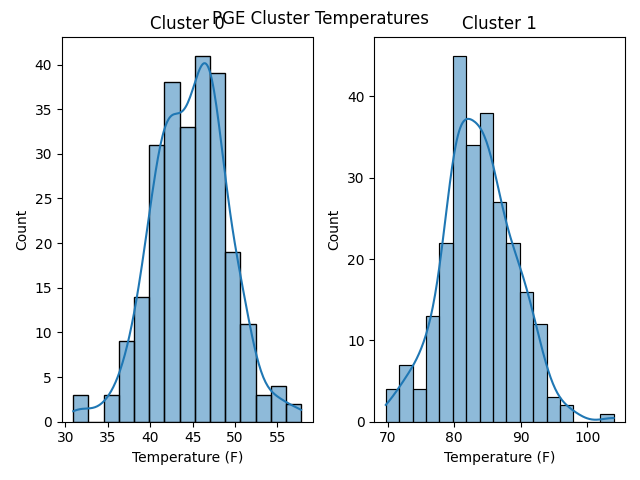 PGE Cluster Temperatures
Cluster 0
Cluster 1
Count
40
35
30
25
20
15
10
5
0
30 35 40 45 50 55
Temperature (F)
Count
40
30
20
10
0
70 80 90 100
Temperature (F)